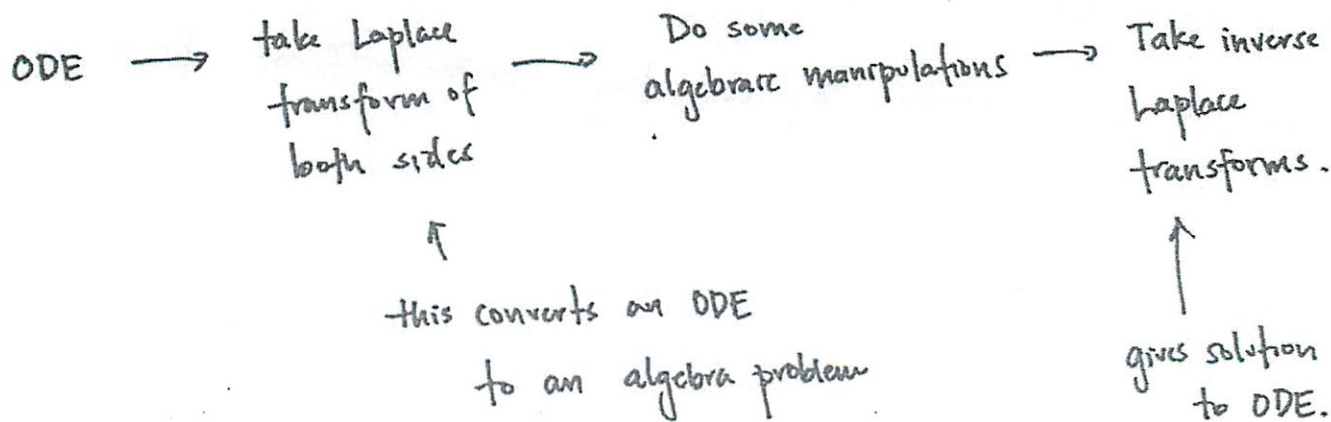 ODE → take Laplace transform of both sides → Do some algebraic manipulations → Take inverse Laplace transforms.
↑
this converts an ODE
to an algebra problem
↑
gives solution
to ODE.